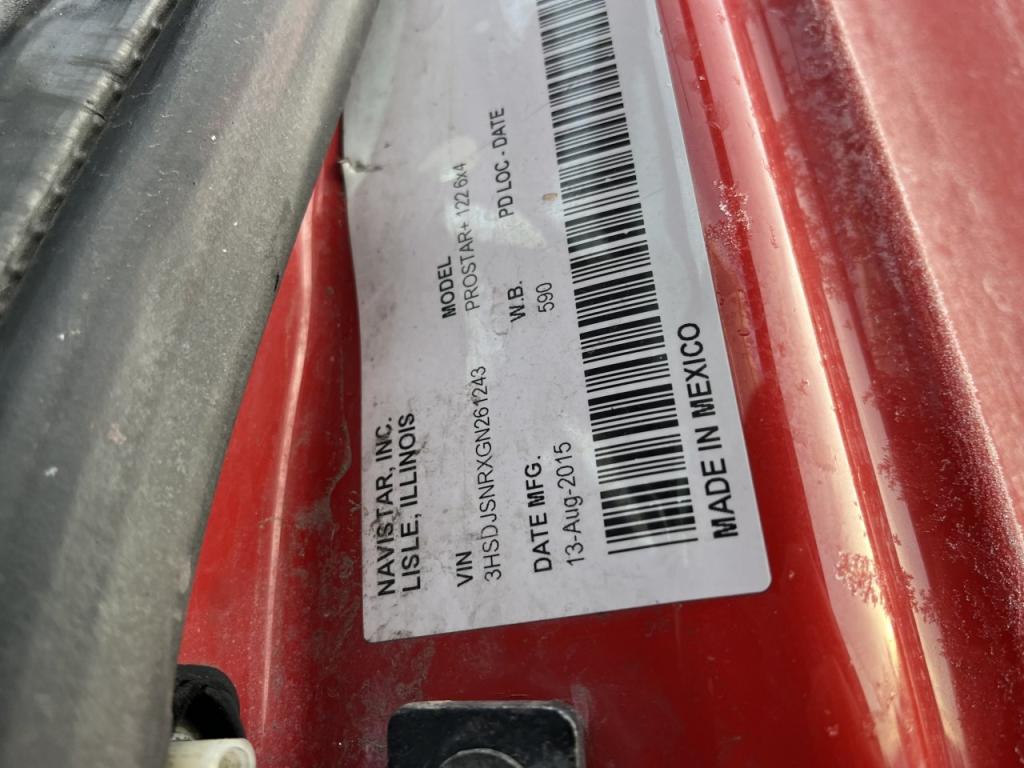 NAVISTAR, INC.
LISLE, ILLINOIS
VIN MODEL
3HSDJSNRXGN261243 PROSTAR+ 122 6x4
DATE MFG. W.B. PD LOC - DATE
13-Aug-2015 590
MADE IN MEXICO